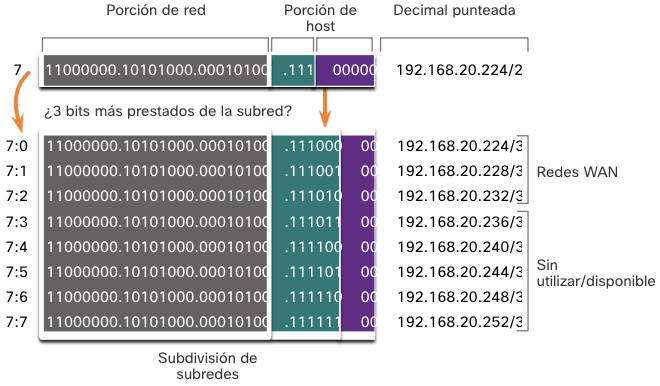 Porción de red Porción de host Decimal punteada
7 11000000.10101000.00010100 .111 00000 192.168.20.224/2
¿3 bits más prestados de la subred?
7:0 11000000.10101000.00010100 .111000 00 192.168.20.224/3
7:1 11000000.10101000.00010100 .111001 00 192.168.20.228/3
7:2 11000000.10101000.00010100 .111010 00 192.168.20.232/3
Redes WAN
7:3 11000000.10101000.00010100 .111011 00 192.168.20.236/3
7:4 11000000.10101000.00010100 .111100 00 192.168.20.240/3
7:5 11000000.10101000.00010100 .111101 00 192.168.20.244/3
7:6 11000000.10101000.00010100 .111110 00 192.168.20.248/3
7:7 11000000.10101000.00010100 .111111 00 192.168.20.252/3
Sin
utilizar/disponible
Subdivisión de
subredes